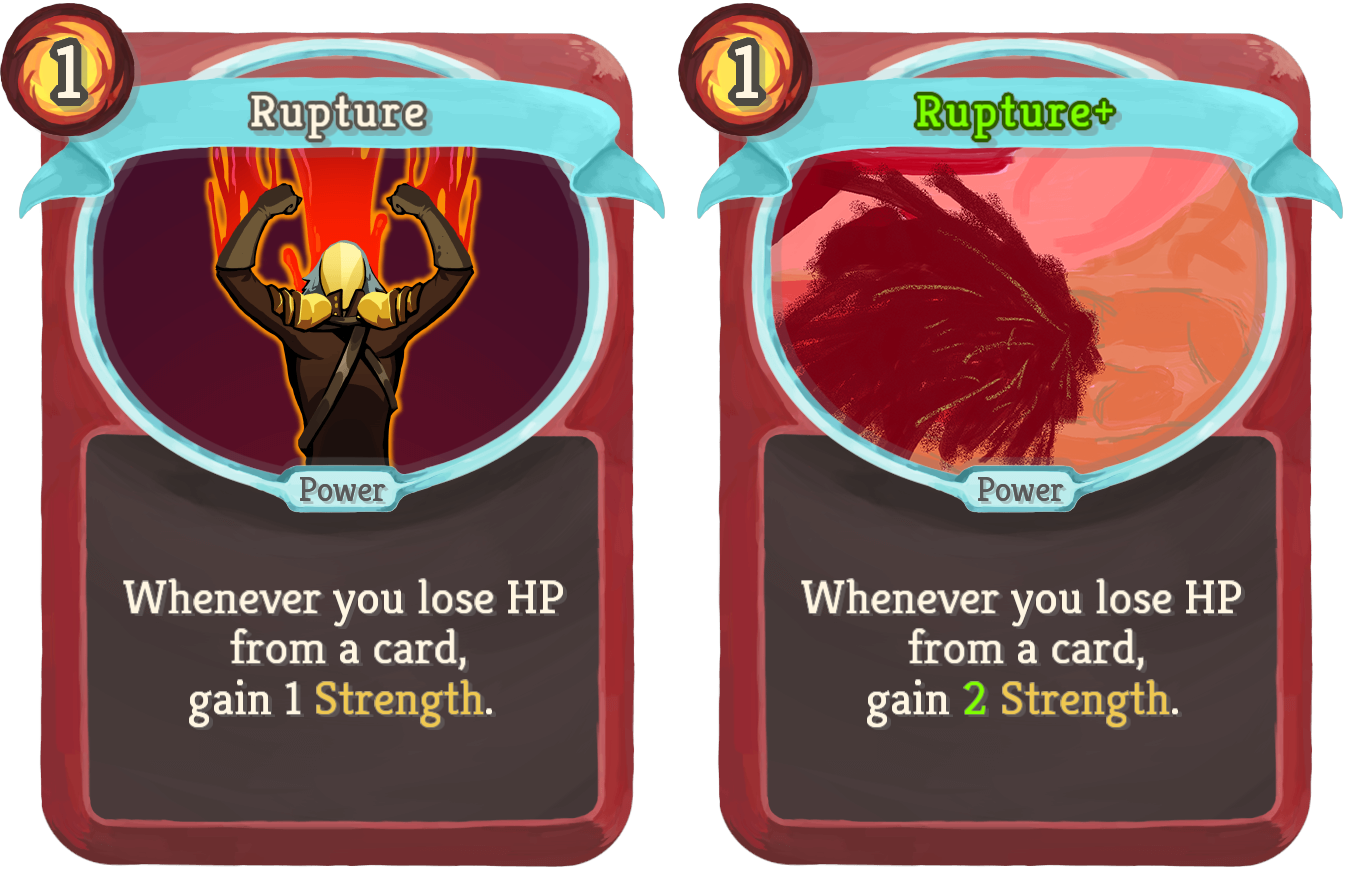 1
Rupture
Power
Whenever you lose HP
from a card,
gain 1 Strength.
1
Rupture+
Power
Whenever you lose HP
from a card,
gain 2 Strength.